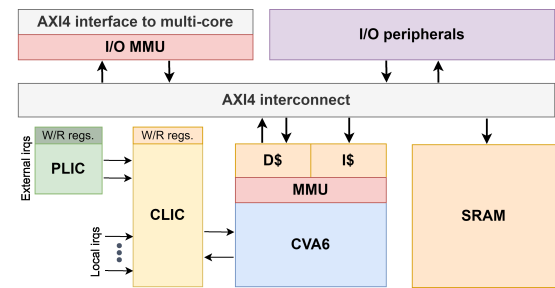 AXI4 interface to multi-core
I/O MMU
I/O peripherals
AXI4 interconnect
External irqs
W/R regs.
PLIC
W/R regs.
CLIC
Local irqs
D$
I$
MMU
CVA6
SRAM